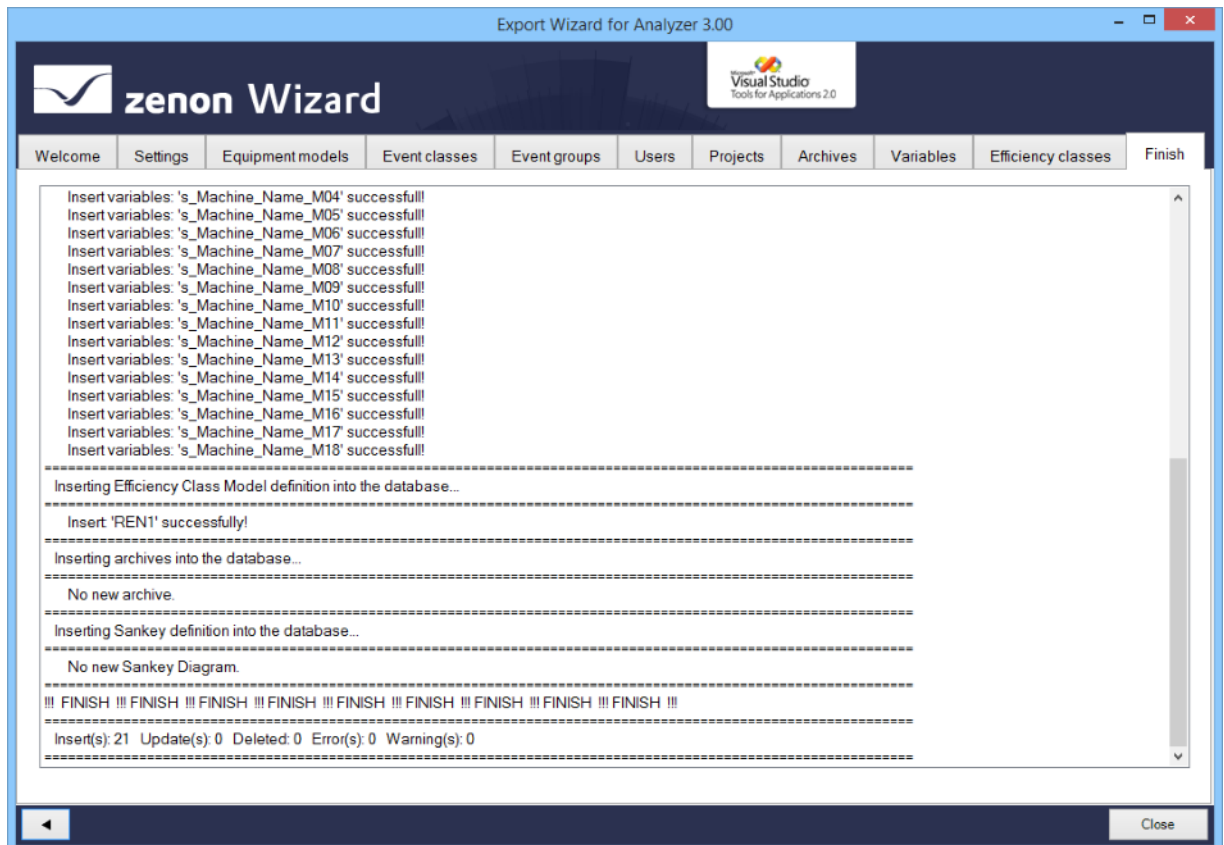 Export Wizard for Analyzer 3.00
zenon Wizard
Microsoft
Visual Studio
Tools for Applications 2.0
Welcome Settings Equipment models Event classes Event groups Users Projects Archives Variables Efficiency classes Finish
Insert variables: 's_Machine_Name_M04' successfull!
Insert variables: 's_Machine_Name_M05' successfull!
Insert variables: 's_Machine_Name_M06' successfull!
Insert variables: 's_Machine_Name_M07' successfull!
Insert variables: 's_Machine_Name_M08' successfull!
Insert variables: 's_Machine_Name_M09' successfull!
Insert variables: 's_Machine_Name_M10' successfull!
Insert variables: 's_Machine_Name_M11' successfull!
Insert variables: 's_Machine_Name_M12' successfull!
Insert variables: 's_Machine_Name_M13' successfull!
Insert variables: 's_Machine_Name_M14' successfull!
Insert variables: 's_Machine_Name_M15' successfull!
Insert variables: 's_Machine_Name_M16' successfull!
Insert variables: 's_Machine_Name_M17' successfull!
Insert variables: 's_Machine_Name_M18' successfull!
Inserting Efficiency Class Model definition into the database...
Insert: 'REN1' successfully!
Inserting archives into the database...
No new archive.
Inserting Sankey definition into the database...
No new Sankey Diagram.
!!! FINISH !!! FINISH !!! FINISH !!! FINISH !!! FINISH !!! FINISH !!! FINISH !!! FINISH !!! FINISH !!!
Insert(s): 21 Update(s): 0 Deleted: 0 Error(s): 0 Warning(s): 0
Close